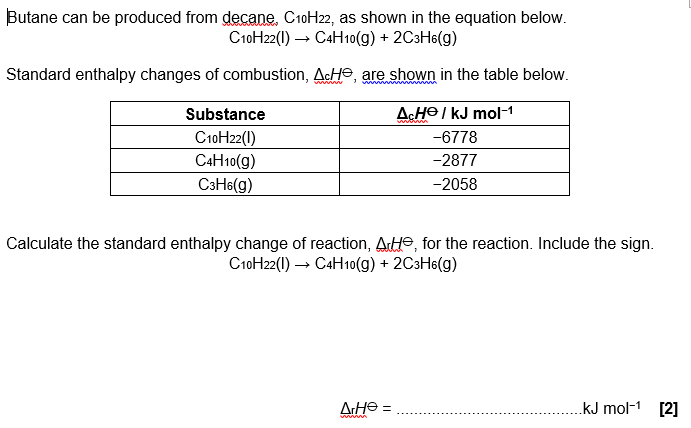 Butane can be produced from decane, C10H22, as shown in the equation below.
C10H22(l) → C4H10(g) + 2C3H6(g)
Standard enthalpy changes of combustion, ΔcH⦵, are shown in the table below.
Substance ΔcH⦵ / kJ mol−1
C10H22(l) −6778
C4H10(g) −2877
C3H6(g) −2058
Calculate the standard enthalpy change of reaction, ΔrH⦵, for the reaction. Include the sign.
C10H22(l) → C4H10(g) + 2C3H6(g)
ΔrH⦵ = ..........................................kJ mol−1 [2]